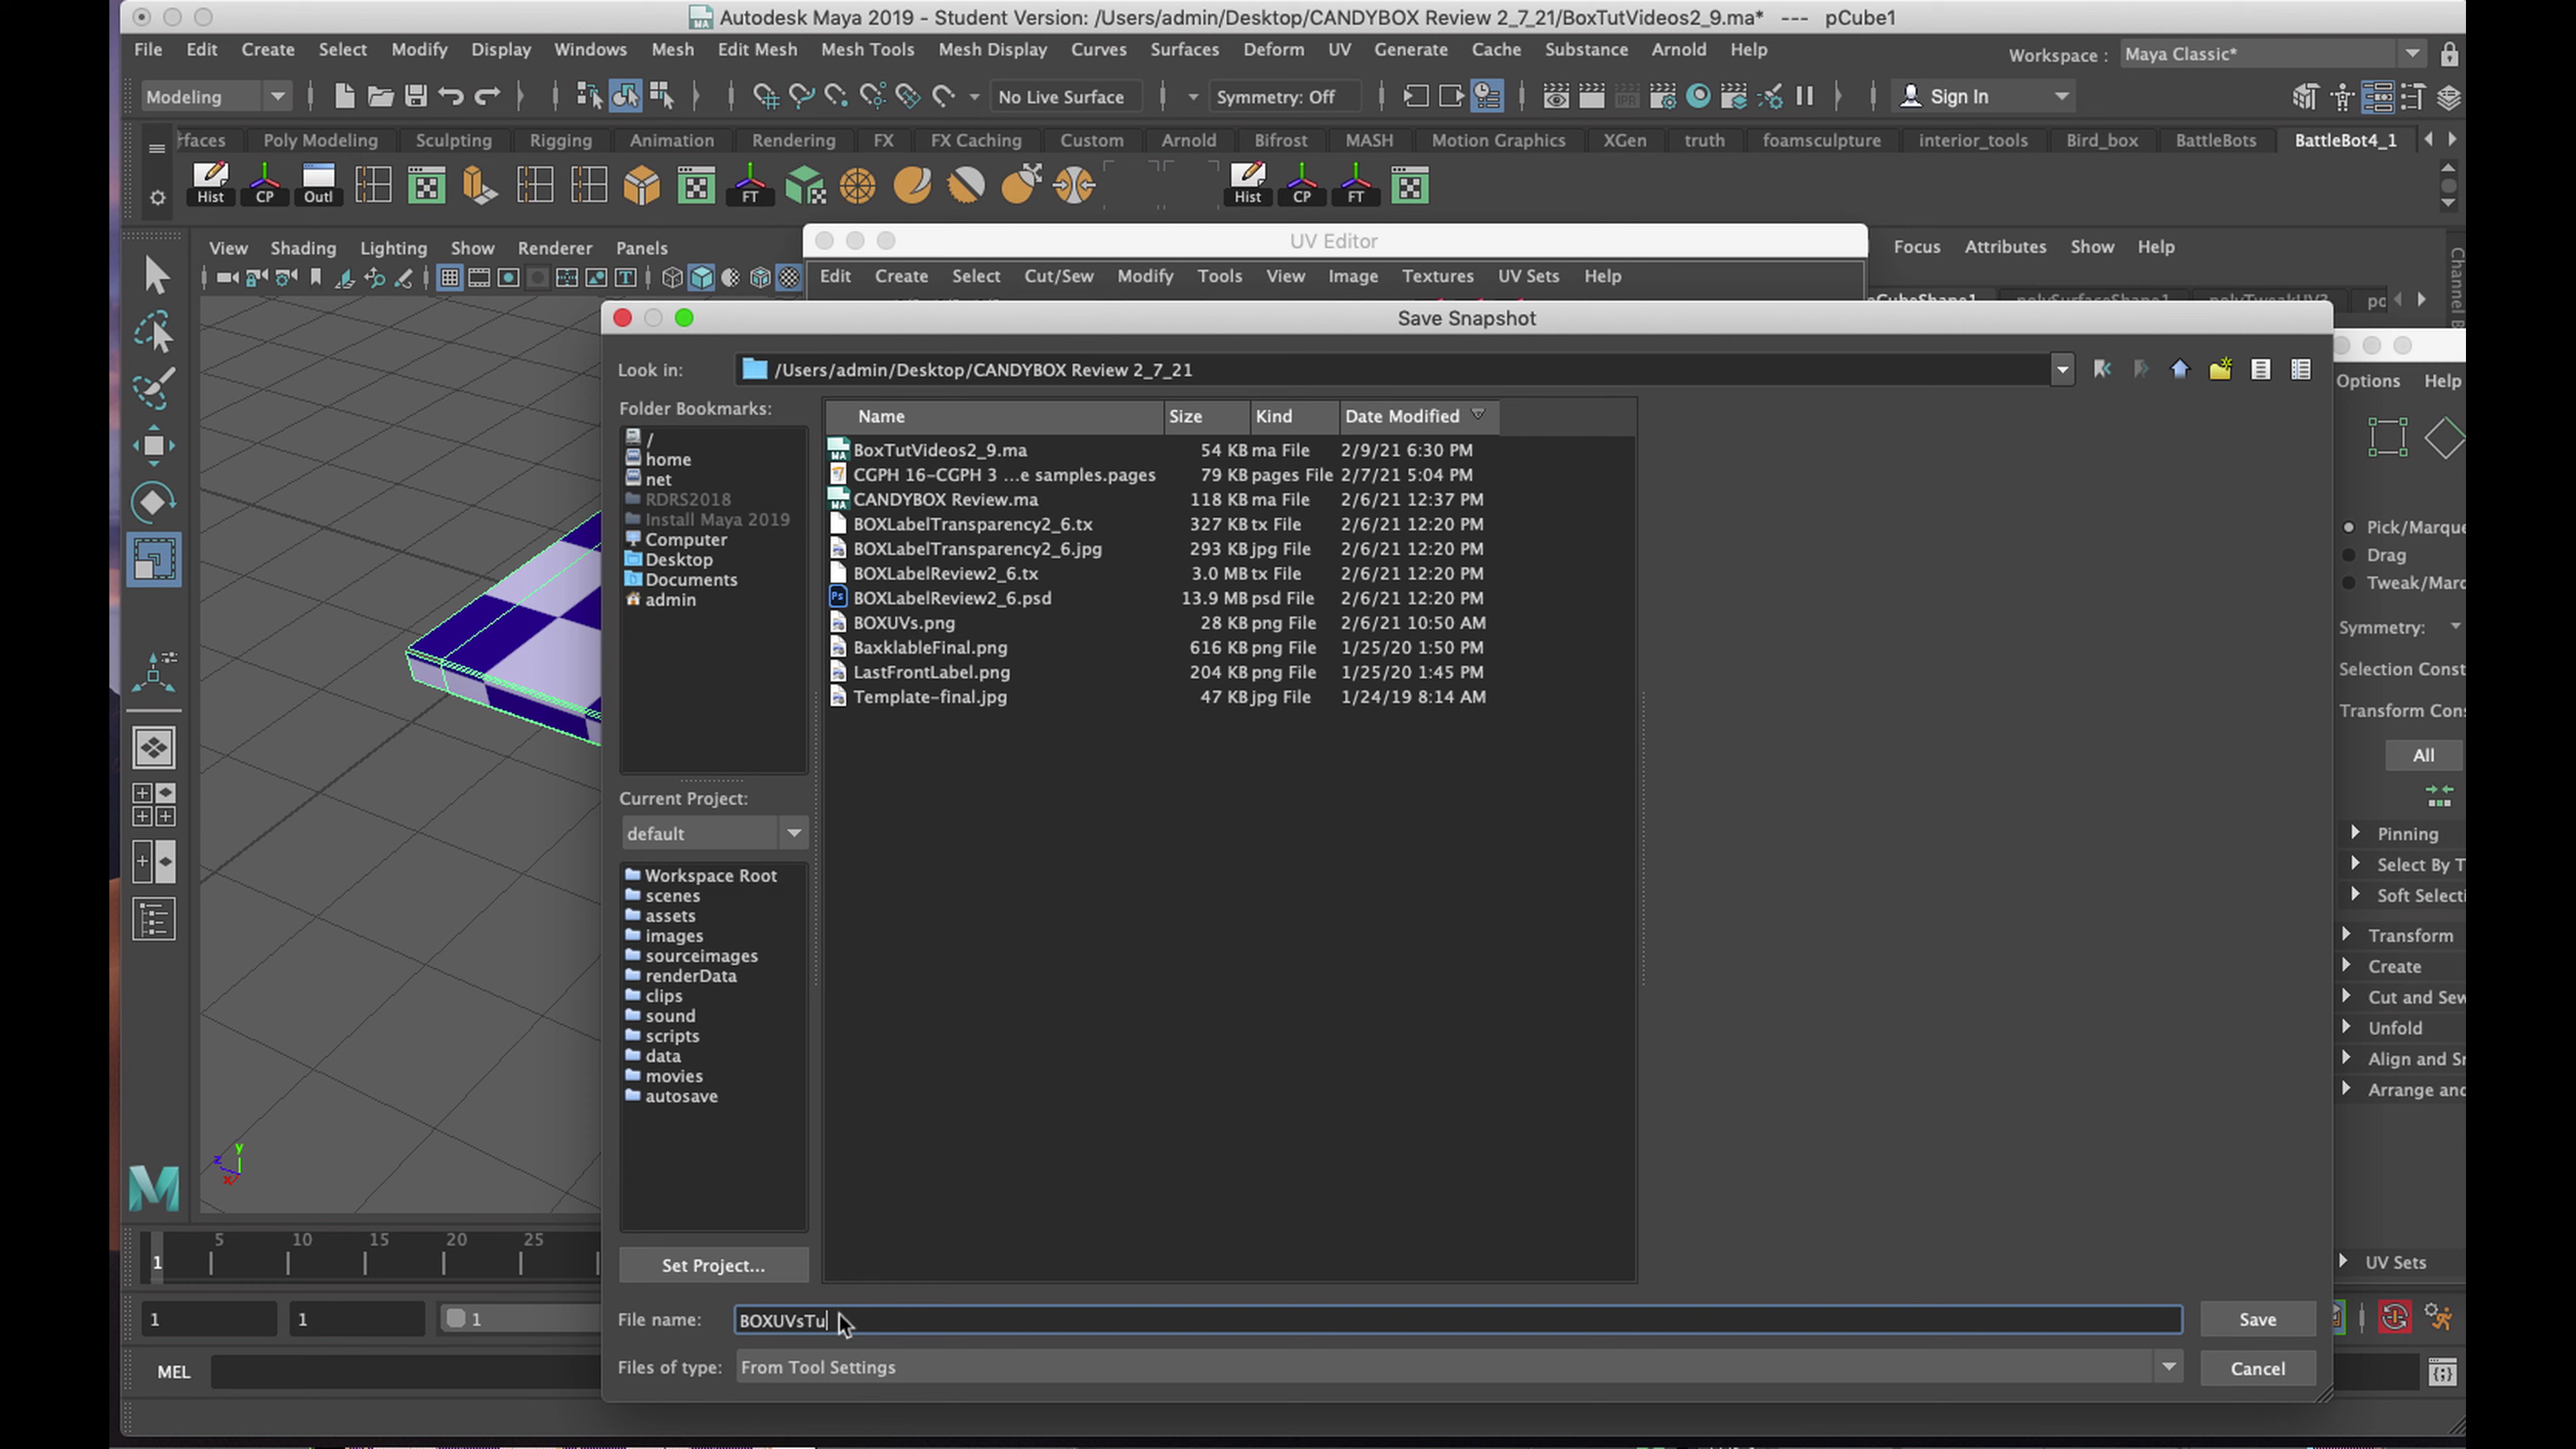 Autodesk Maya 2019 - Student Version: /Users/admin/Desktop/CANDYBOX Review 2_7_21/BoxTutVideos2_9.ma*   ---   pCube1
File Edit Create Select Modify Display Windows Mesh Edit Mesh Mesh Tools Mesh Display Curves Surfaces Deform UV Generate Cache Substance Arnold Help
Workspace : Maya Classic*
Modeling No Live Surface Symmetry: Off Sign In
rfaces Poly Modeling Sculpting Rigging Animation Rendering FX FX Caching Custom Arnold Bifrost MASH Motion Graphics XGen truth foamsculpture interior_tools Bird_box BattleBots BattleBot4_1
Hist CP Outl FT Hist CP FT
UV Editor
View Shading Lighting Show Renderer Panels
Focus Attributes Show Help
Edit Create Select Cut/Sew Modify Tools View Image Textures UV Sets Help
Save Snapshot
Look in: /Users/admin/Desktop/CANDYBOX Review 2_7_21
Options Help
Folder Bookmarks:
Name Size Kind Date Modified
/
home
net
RDRS2018
Install Maya 2019
Computer
Desktop
Documents
admin
BoxTutVideos2_9.ma 54 KB ma File 2/9/21 6:30 PM
CGPH 16-CGPH 3 ...e samples.pages 79 KB pages File 2/7/21 5:04 PM
CANDYBOX Review.ma 118 KB ma File 2/6/21 12:37 PM
BOXLabelTransparency2_6.tx 327 KB tx File 2/6/21 12:20 PM
BOXLabelTransparency2_6.jpg 293 KB jpg File 2/6/21 12:20 PM
BOXLabelReview2_6.tx 3.0 MB tx File 2/6/21 12:20 PM
BOXLabelReview2_6.psd 13.9 MB psd File 2/6/21 12:20 PM
BOXUVs.png 28 KB png File 2/6/21 10:50 AM
BaxklableFinal.png 616 KB png File 1/25/20 1:50 PM
LastFrontLabel.png 204 KB png File 1/25/20 1:45 PM
Template-final.jpg 47 KB jpg File 1/24/19 8:14 AM
Current Project:
default
Workspace Root
scenes
assets
images
sourceimages
renderData
clips
sound
scripts
data
movies
autosave
Set Project...
File name: BOXUVsTu
Save
Files of type: From Tool Settings
Cancel
Pick/Marque
Drag
Tweak/Marc
Symmetry:
Selection Const
Transform Con
All
Pinning
Select By T
Soft Selecti
Transform
Create
Cut and Sew
Unfold
Align and Sn
Arrange and
UV Sets
y
z
x
1 5 10 15 20 25
1 1 1
MEL